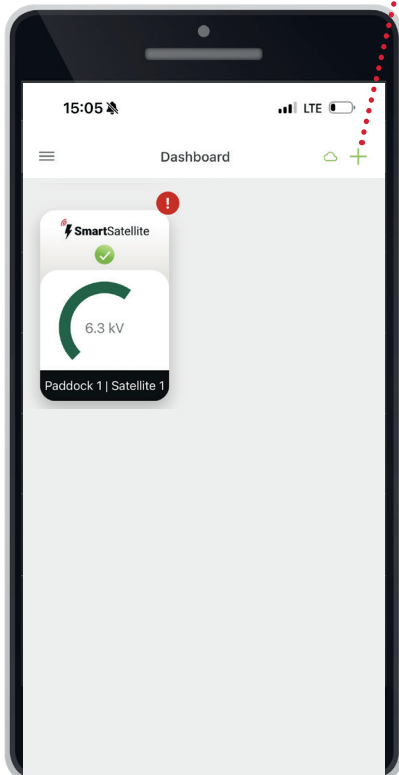 15:05
LTE
Dashboard
!
SmartSatellite
6.3 kV
Paddock 1 | Satellite 1